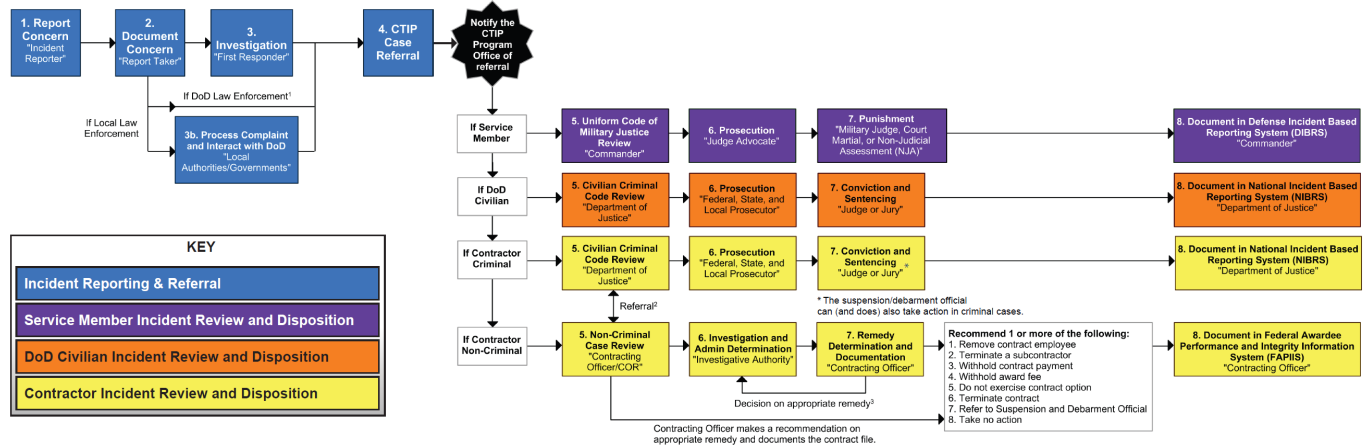 1. Report
Concern
"Incident
Reporter"
2.
Document
Concern
"Report Taker"
3.
Investigation
"First Responder"
4. CTIP
Case
Referral
Notify the
CTIP
Program
Office of
referral
If DoD Law Enforcement1
If Local Law
Enforcement
3b. Process Complaint
and Interact with DoD
"Local
Authorities/Governments"
If Service
Member
5. Uniform Code of
Military Justice
Review
"Commander"
6. Prosecution
"Judge Advocate"
7. Punishment
"Military Judge, Court
Martial, or Non-Judicial
Assessment (NJA)"
8. Document in Defense Incident Based
Reporting System (DIBRS)
"Commander"
If DoD
Civilian
5. Civilian Criminal
Code Review
"Department of
Justice"
6. Prosecution
"Federal, State, and
Local Prosecutor"
7. Conviction and
Sentencing
"Judge or Jury"
8. Document in National Incident Based
Reporting System (NIBRS)
"Department of Justice"
If Contractor
Criminal
5. Civilian Criminal
Code Review
"Department of
Justice"
6. Prosecution
"Federal, State, and
Local Prosecutor"
7. Conviction and
Sentencing
"Judge or Jury" *
8. Document in National Incident Based
Reporting System (NIBRS)
"Department of Justice"
Referral2
* The suspension/debarment official
can (and does) also take action in criminal cases.
If Contractor
Non-Criminal
5. Non-Criminal
Case Review
"Contracting
Officer/COR"
6. Investigation and
Admin Determination
"Investigative Authority"
7. Remedy
Determination and
Documentation
"Contracting Officer"
Recommend 1 or more of the following:
1. Remove contract employee
2. Terminate a subcontractor
3. Withhold contract payment
4. Withhold award fee
5. Do not exercise contract option
6. Terminate contract
7. Refer to Suspension and Debarment Official
8. Take no action
8. Document in Federal Awardee
Performance and Integrity Information
System (FAPIIS)
"Contracting Officer"
Decision on appropriate remedy3
Contracting Officer makes a recommendation on
appropriate remedy and documents the contract file.
KEY
Incident Reporting & Referral
Service Member Incident Review and Disposition
DoD Civilian Incident Review and Disposition
Contractor Incident Review and Disposition